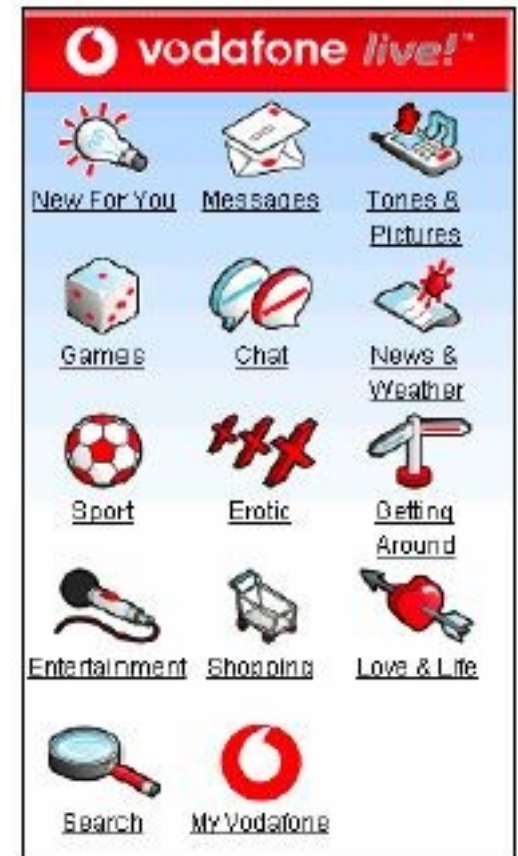 vodafone live!™
New For You Messages Tones &
Pictures
Games Chat News &
Weather
Sport Erotic Getting
Around
Entertainment Shopping Love & Life
Search My Vodafone